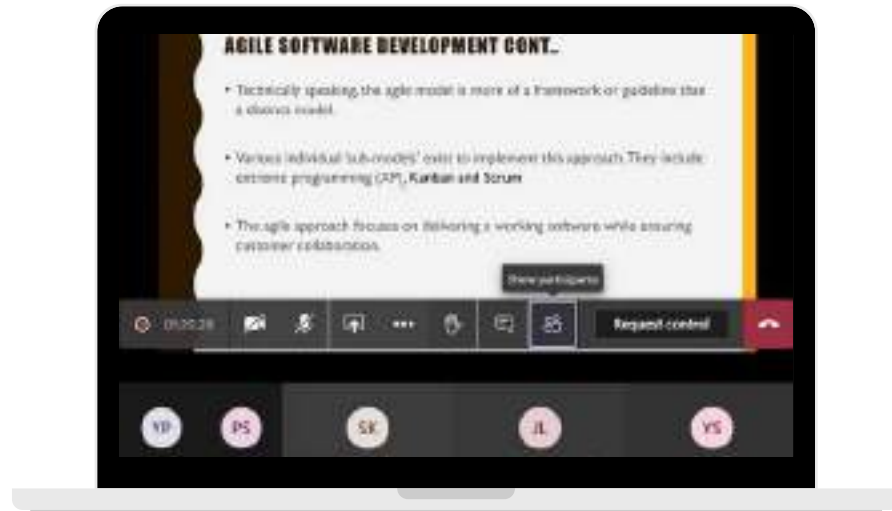 AGILE SOFTWARE DEVELOPMENT CONT..
• Technically speaking, the agile model is more of a framework or guideline than
a distinct model.
• Various individual 'sub-models' exist to implement this approach. They include
extreme programming (XP), Kanban and Scrum
• The agile approach focuses on delivering a working software while ensuring
customer collaboration.
Show participants
Request control
YP
PS
SK
JL
YS